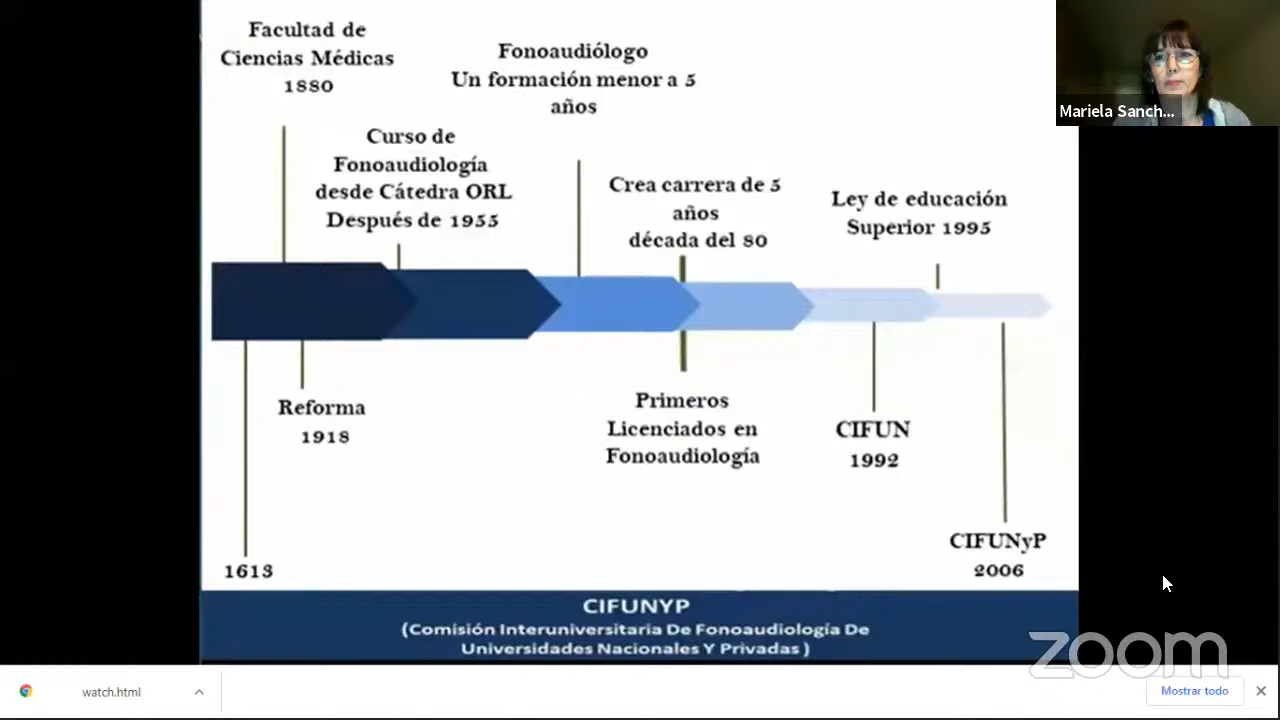 Facultad de
Ciencias Médicas
1880
Fonoaudiólogo
Un formación menor a 5
años
Curso de
Fonoaudiología
desde Cátedra ORL
Después de 1955
Crea carrera de 5
años
década del 80
Ley de educación
Superior 1995
Mariela Sanch...
Reforma
1918
Primeros
Licenciados en
Fonoaudiología
CIFUN
1992
1613
CIFUNyP
2006
CIFUNYP
(Comisión Interuniversitaria De Fonoaudiología De
Universidades Nacionales Y Privadas )
zoom
watch.html
Mostrar todo